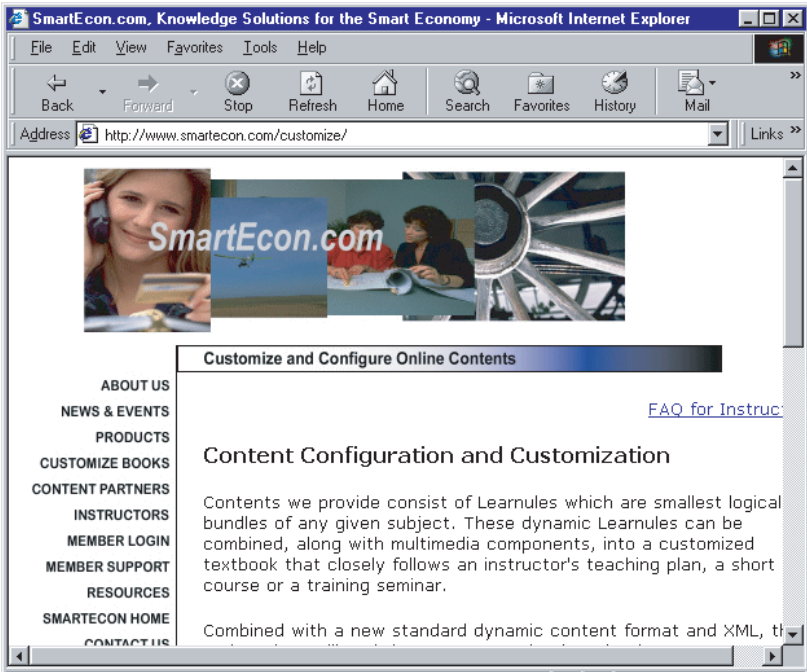 SmartEcon.com, Knowledge Solutions for the Smart Economy - Microsoft Internet Explorer
File Edit View Favorites Tools Help
Back Forward Stop Refresh Home Search Favorites History Mail »
Address http://www.smartecon.com/customize/ Links »
SmartEcon.com
Customize and Configure Online Contents
ABOUT US
NEWS & EVENTS
PRODUCTS
CUSTOMIZE BOOKS
CONTENT PARTNERS
INSTRUCTORS
MEMBER LOGIN
MEMBER SUPPORT
RESOURCES
SMARTECON HOME
CONTACT US
FAQ for Instruc
Content Configuration and Customization
Contents we provide consist of Learnules which are smallest logical
bundles of any given subject. These dynamic Learnules can be
combined, along with multimedia components, into a customized
textbook that closely follows an instructor's teaching plan, a short
course or a training seminar.
Combined with a new standard dynamic content format and XML,